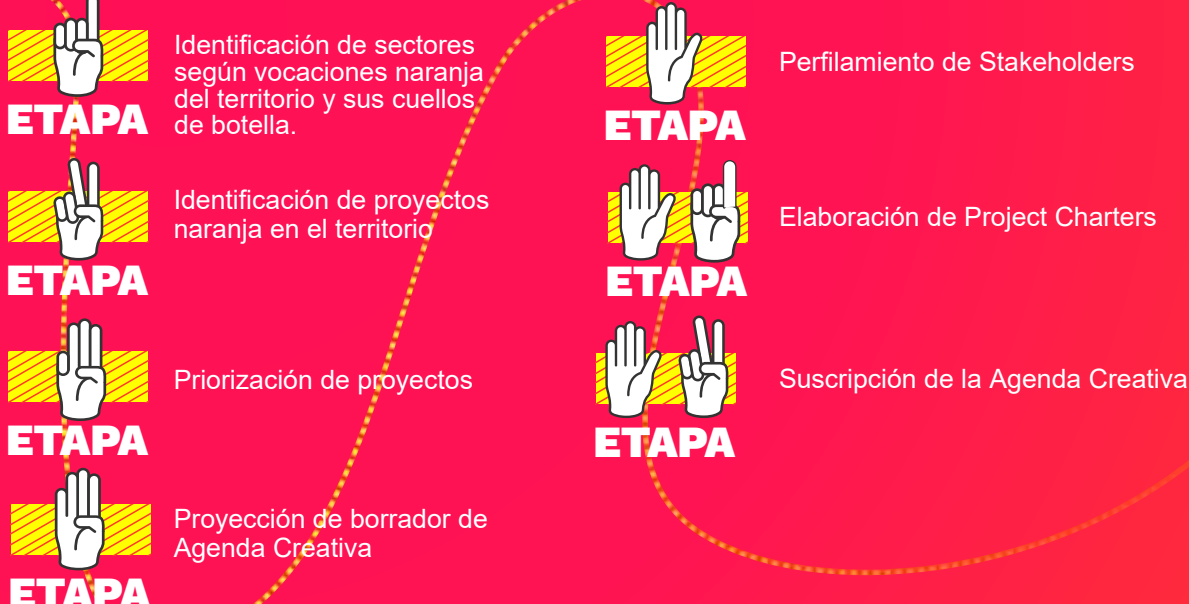 ETAPA
Identificación de sectores
según vocaciones naranja
del territorio y sus cuellos
de botella.
ETAPA
Identificación de proyectos
naranja en el territorio
ETAPA
Priorización de proyectos
ETAPA
Proyección de borrador de
Agenda Creativa
ETAPA
Perfilamiento de Stakeholders
ETAPA
Elaboración de Project Charters
ETAPA
Suscripción de la Agenda Creativa